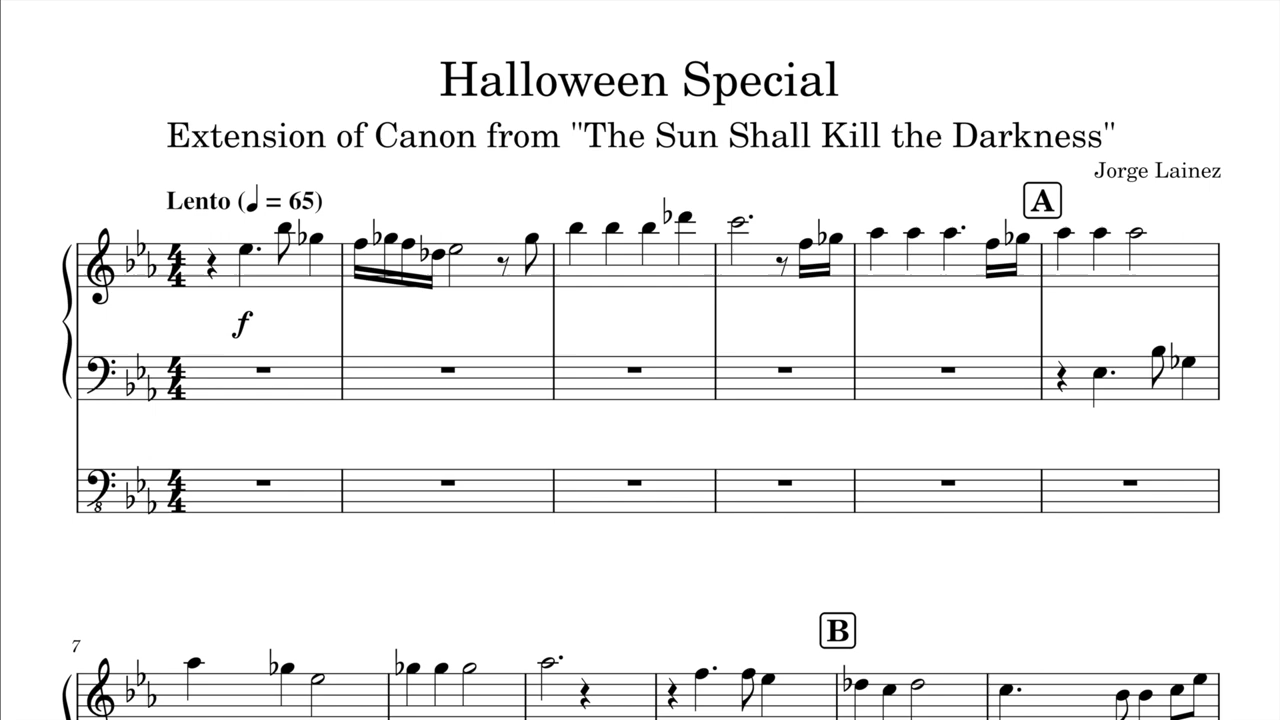 Halloween Special
Extension of Canon from "The Sun Shall Kill the Darkness"
Jorge Lainez
Lento (♩ = 65)
A
f
7
B